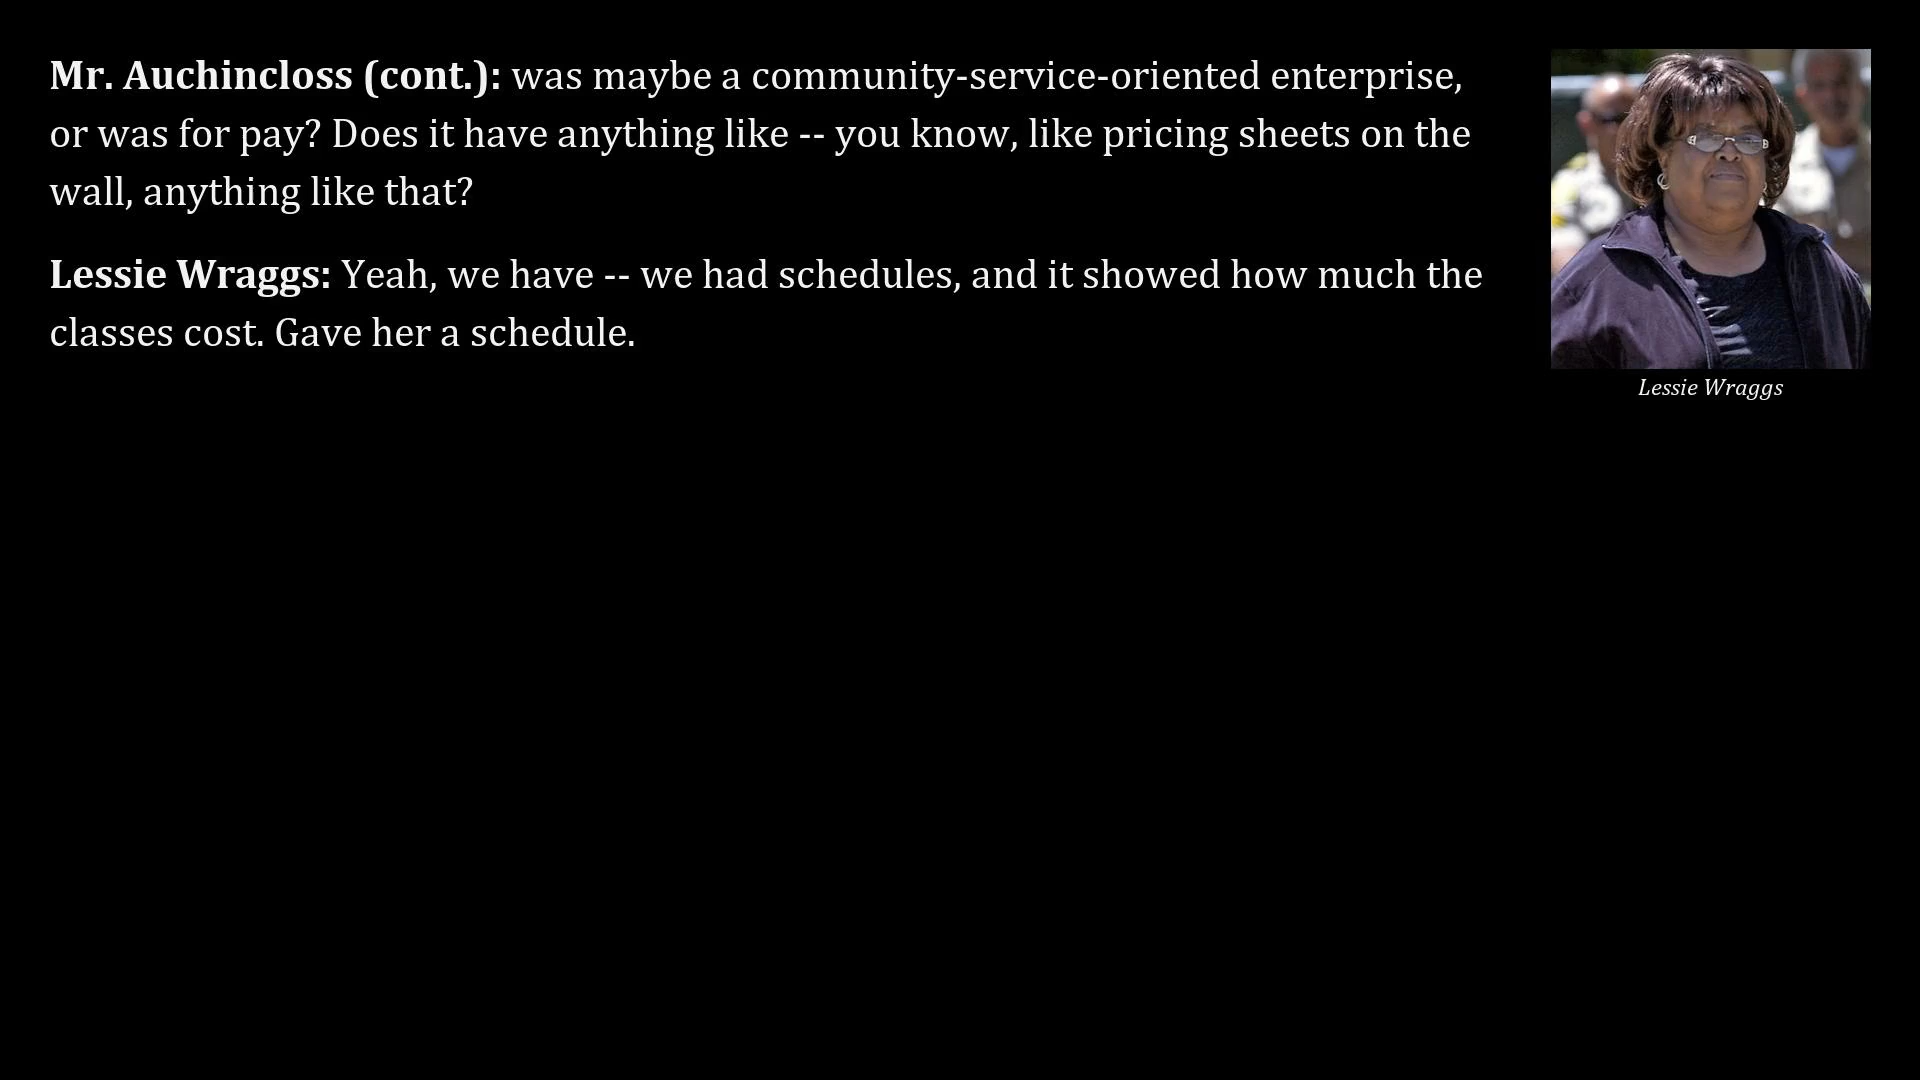 Mr. Auchincloss (cont.): was maybe a community-service-oriented enterprise,
or was for pay? Does it have anything like -- you know, like pricing sheets on the
wall, anything like that?
Lessie Wraggs: Yeah, we have -- we had schedules, and it showed how much the
classes cost. Gave her a schedule.
Lessie Wraggs